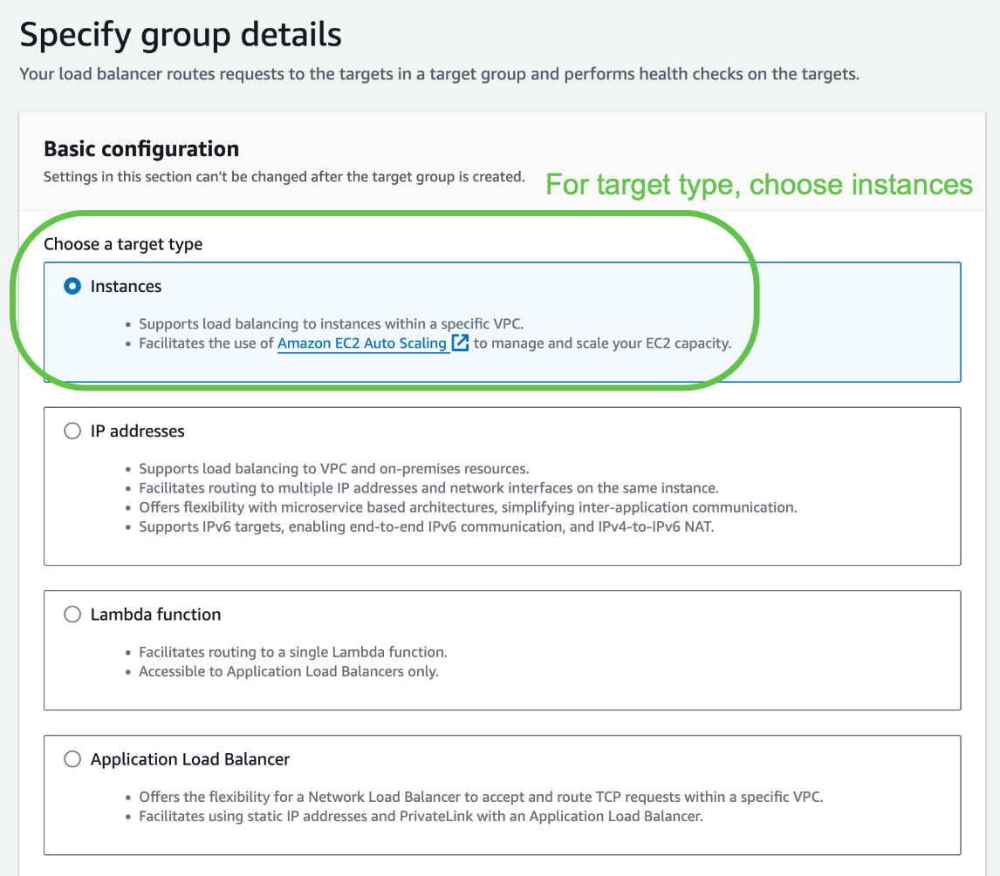 Specify group details
Your load balancer routes requests to the targets in a target group and performs health checks on the targets.
Basic configuration
Settings in this section can't be changed after the target group is created.
For target type, choose instances
Choose a target type
Instances
• Supports load balancing to instances within a specific VPC.
• Facilitates the use of Amazon EC2 Auto Scaling to manage and scale your EC2 capacity.
IP addresses
• Supports load balancing to VPC and on-premises resources.
• Facilitates routing to multiple IP addresses and network interfaces on the same instance.
• Offers flexibility with microservice based architectures, simplifying inter-application communication.
• Supports IPv6 targets, enabling end-to-end IPv6 communication, and IPv4-to-IPv6 NAT.
Lambda function
• Facilitates routing to a single Lambda function.
• Accessible to Application Load Balancers only.
Application Load Balancer
• Offers the flexibility for a Network Load Balancer to accept and route TCP requests within a specific VPC.
• Facilitates using static IP addresses and PrivateLink with an Application Load Balancer.